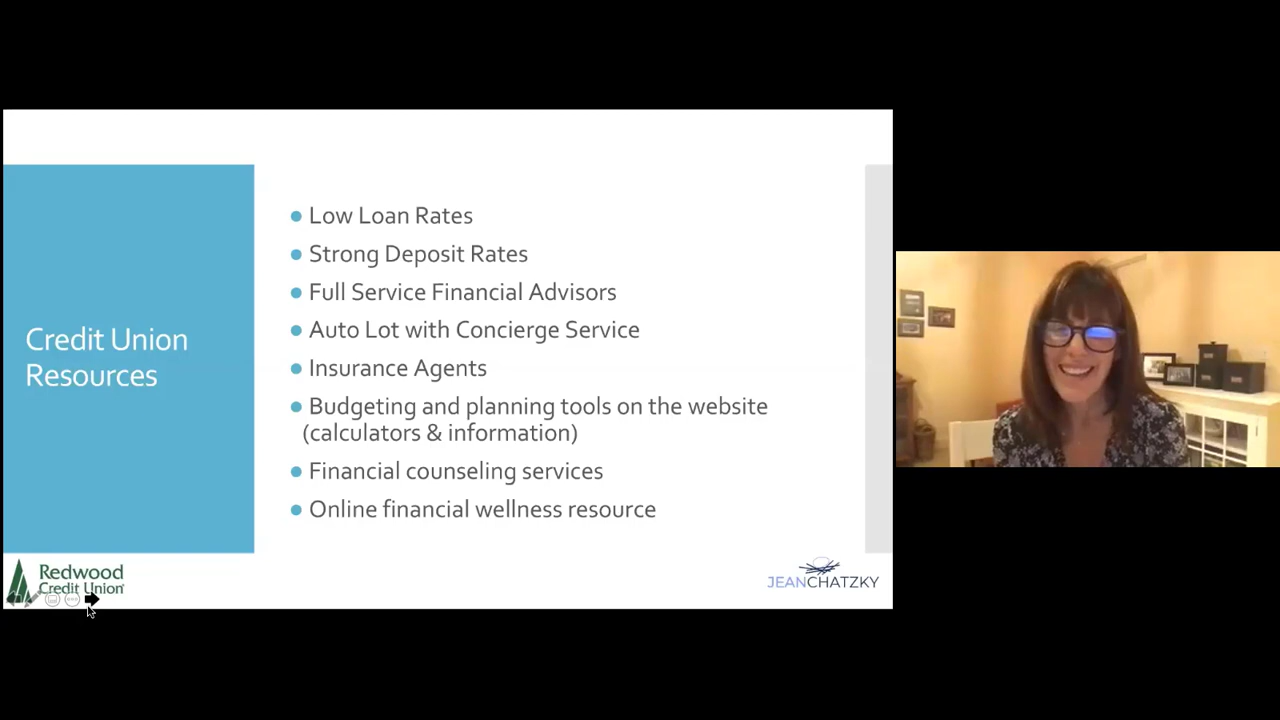 Low Loan Rates
Strong Deposit Rates
Full Service Financial Advisors
Auto Lot with Concierge Service
Credit Union
Resources
Insurance Agents
Budgeting and planning tools on the website
(calculators & information)
Financial counseling services
Online financial wellness resource
Redwood
Credit Union
JEANCHATZKY